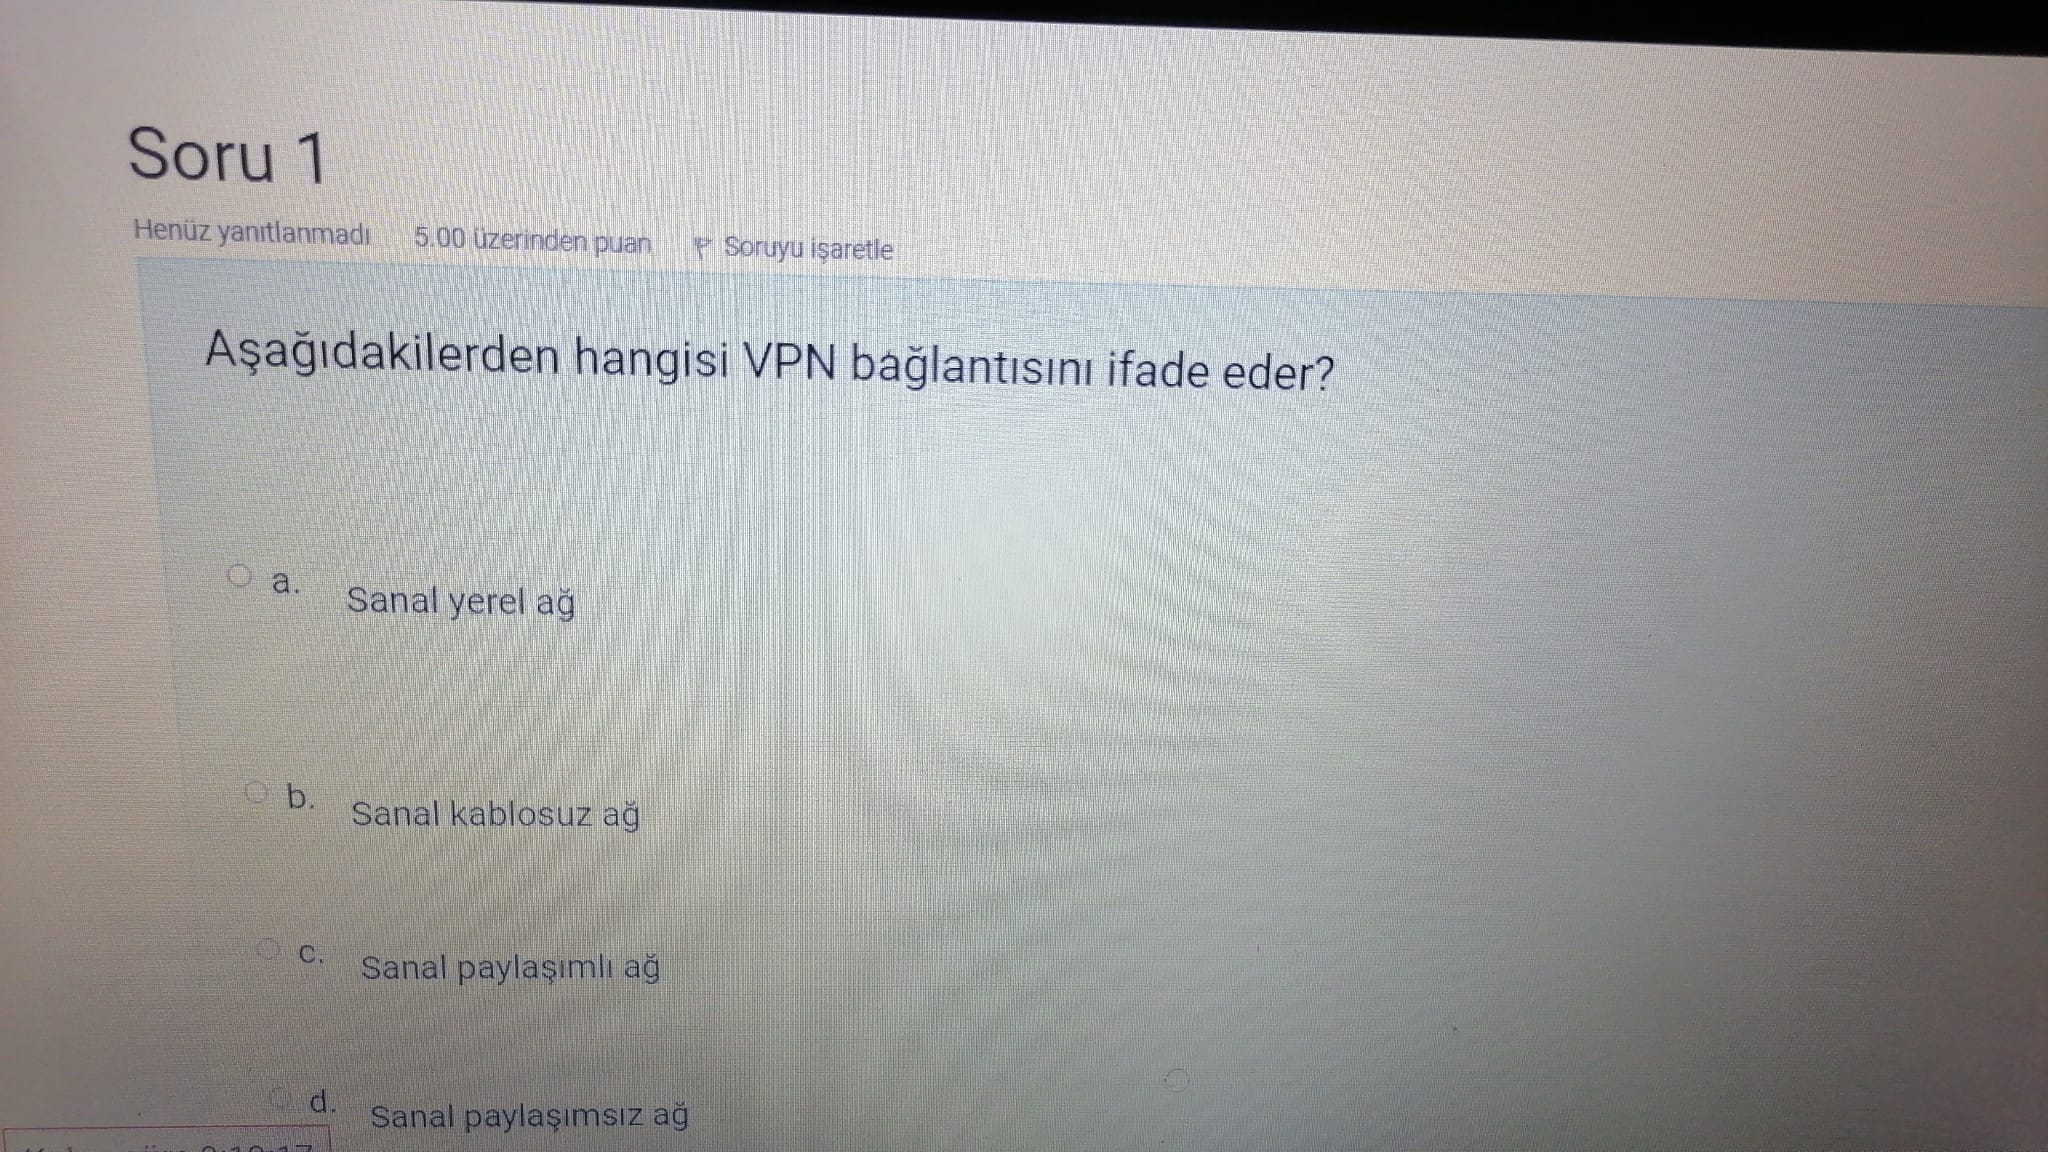 Soru 1
Henüz yanıtlanmadı 5.00 üzerinden puan Soruyu işaretle
Aşağıdakilerden hangisi VPN bağlantısını ifade eder?
a. Sanal yerel ağ
b. Sanal kablosuz ağ
c. Sanal paylaşımlı ağ
d. Sanal paylaşımsız ağ